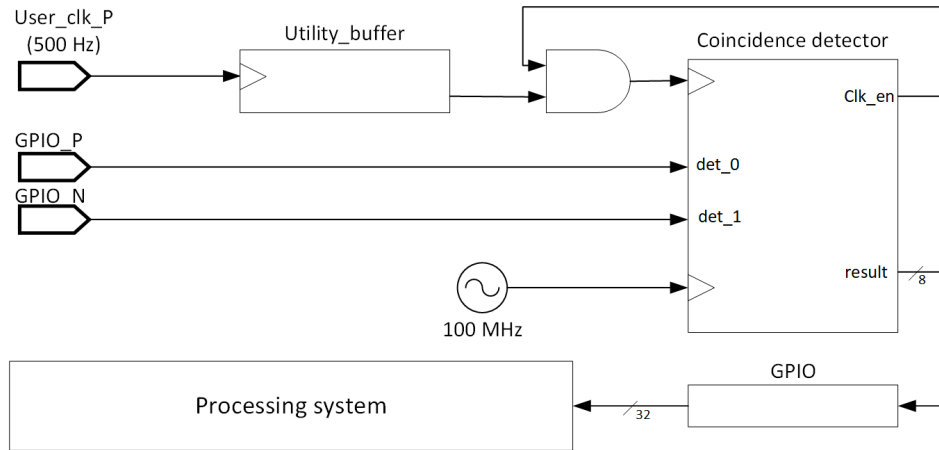 User_clk_P
(500 Hz)
Utility_buffer
Coincidence detector
Clk_en
GPIO_P
det_0
GPIO_N
det_1
result
8
100 MHz
GPIO
Processing system
32